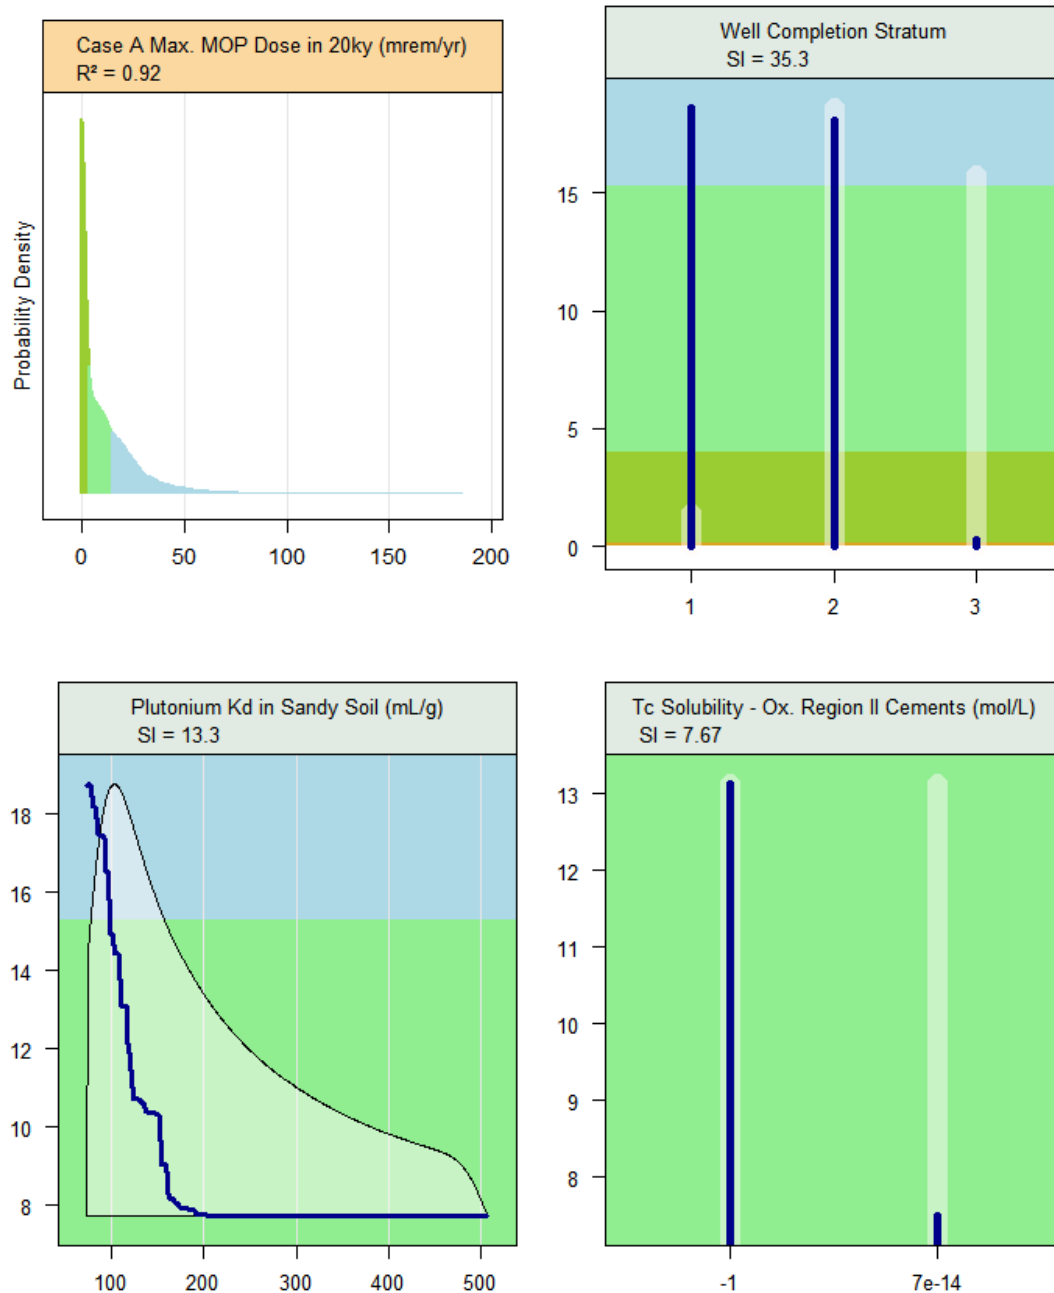 Case A Max. MOP Dose in 20ky (mrem/yr)
R² = 0.92
Probability Density
0 50 100 150 200
Well Completion Stratum
SI = 35.3
15
10
5
0
1 2 3
Plutonium Kd in Sandy Soil (mL/g)
SI = 13.3
18
16
14
12
10
8
100 200 300 400 500
Tc Solubility - Ox. Region II Cements (mol/L)
SI = 7.67
13
12
11
10
9
8
-1 7e-14